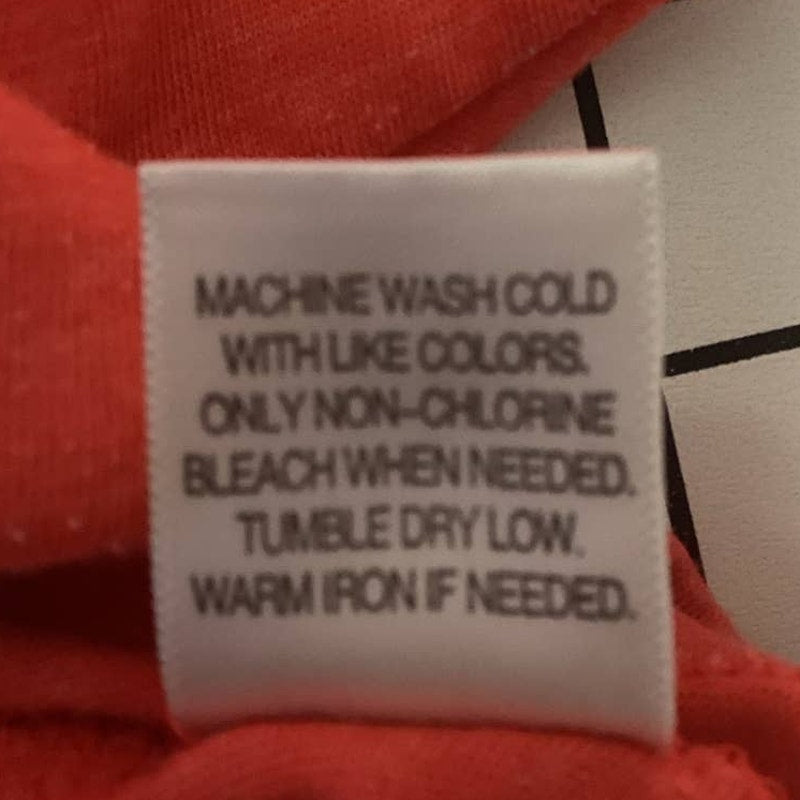 MACHINE WASH COLD
WITH LIKE COLORS.
ONLY NON-CHLORINE
BLEACH WHEN NEEDED.
TUMBLE DRY LOW.
WARM IRON IF NEEDED.